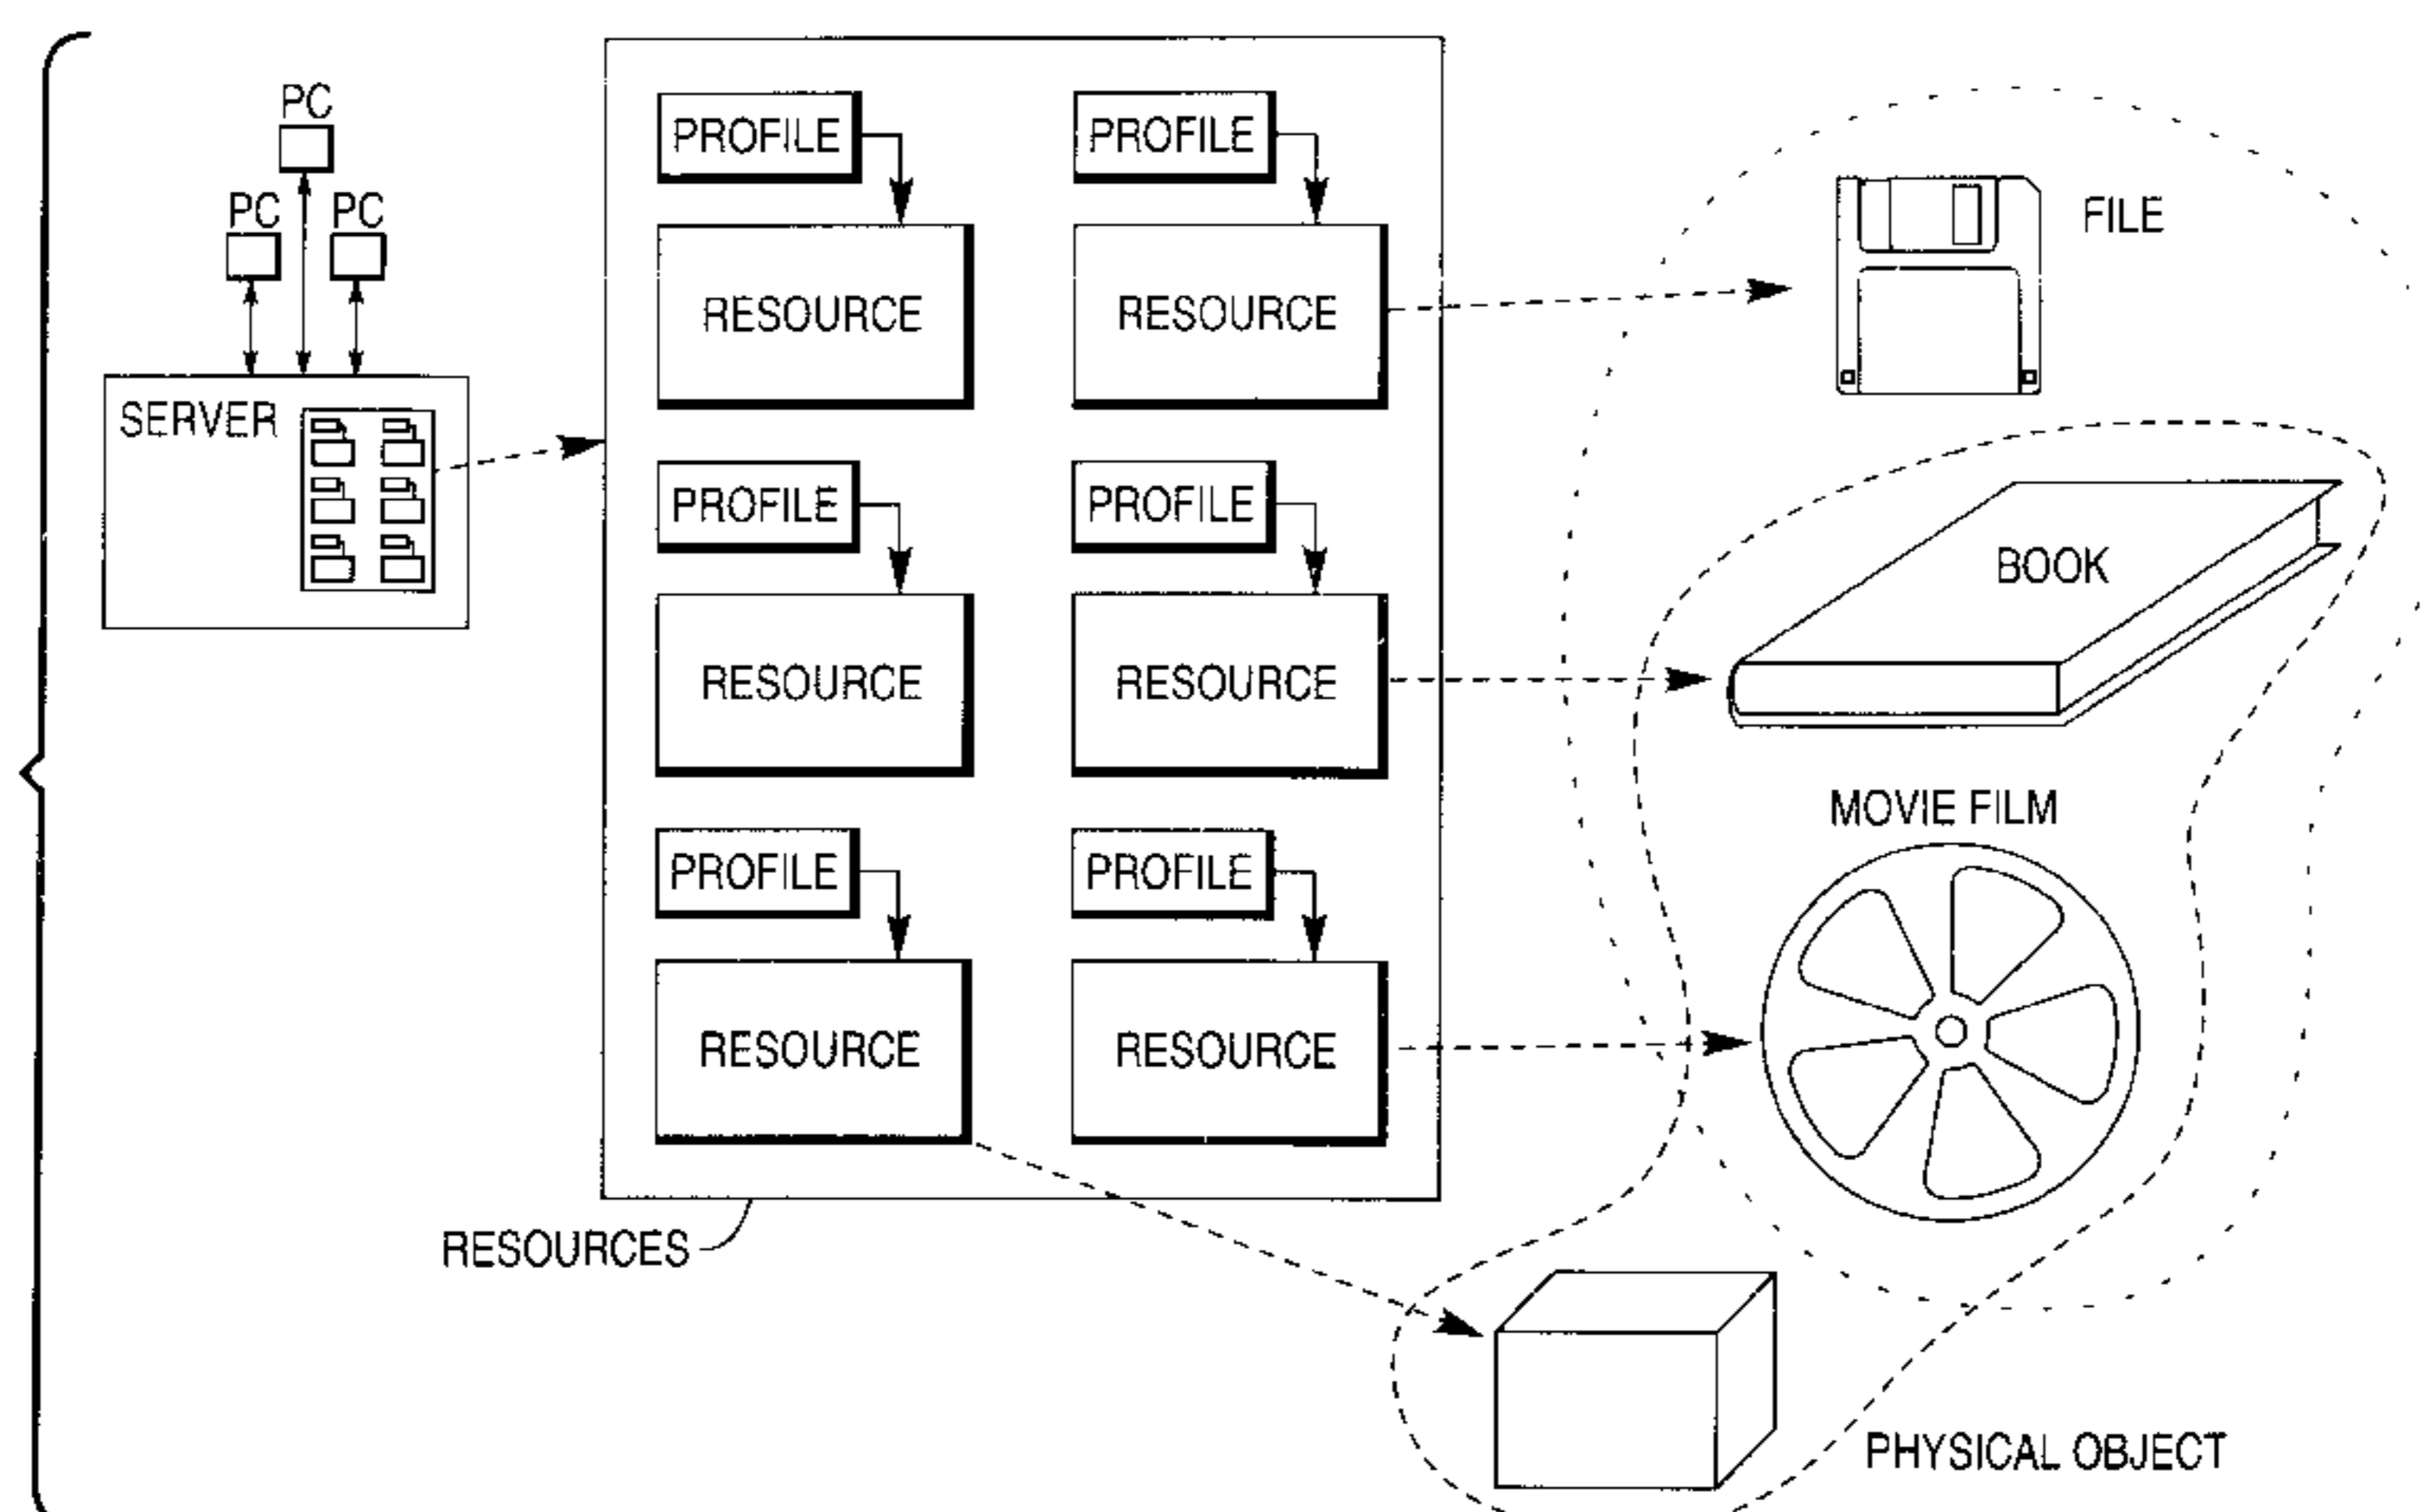 PC
PC
PC
SERVER
PROFILE
PROFILE
RESOURCE
RESOURCE
PROFILE
PROFILE
RESOURCE
RESOURCE
PROFILE
PROFILE
RESOURCE
RESOURCE
RESOURCES
FILE
BOOK
MOVIE FILM
PHYSICAL OBJECT